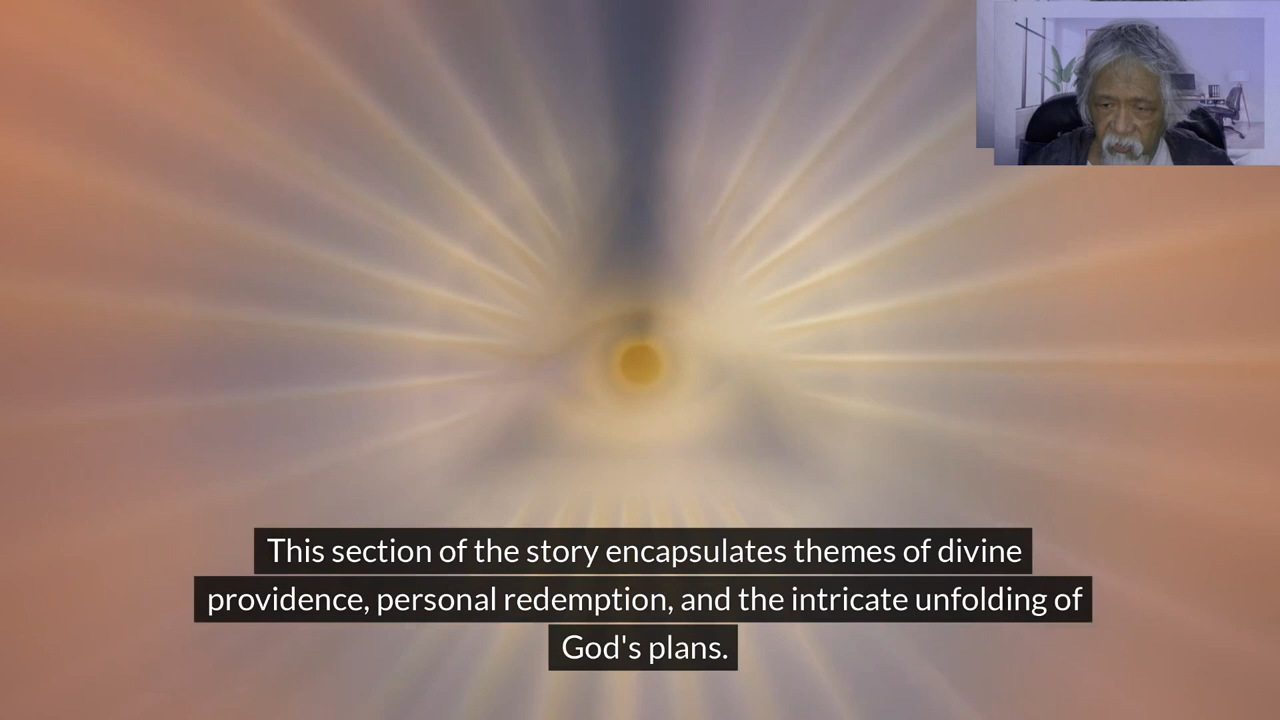 This section of the story encapsulates themes of divine
providence, personal redemption, and the intricate unfolding of
God's plans.